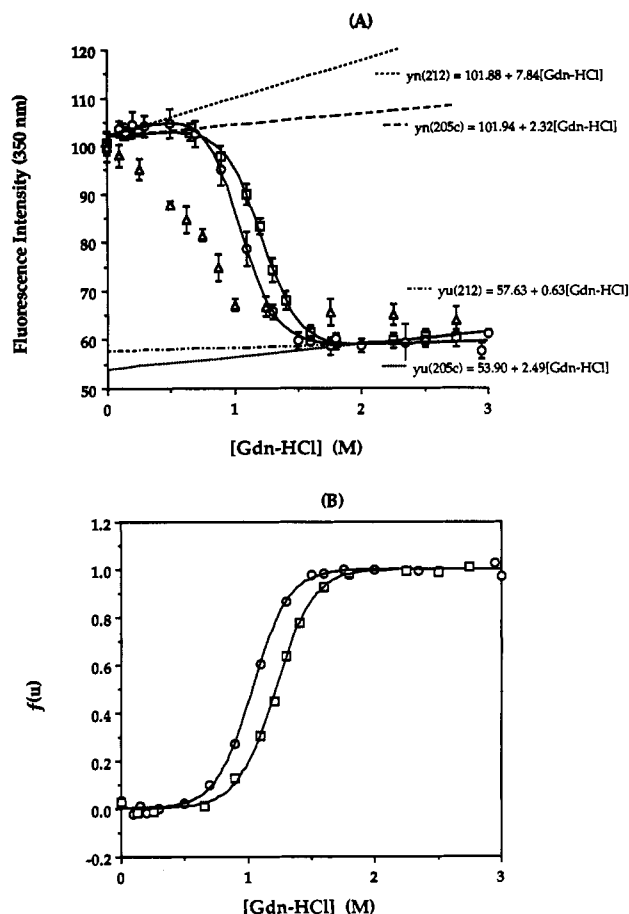 (A)
Fluorescence Intensity (350 nm)
120
110
100
90
80
70
60
50
yn(212) = 101.88 + 7.84[Gdn-HCl]
yn(205c) = 101.94 + 2.32[Gdn-HCl]
yu(212) = 57.63 + 0.63[Gdn-HCl]
yu(205c) = 53.90 + 2.49[Gdn-HCl]
0
1
2
3
[Gdn-HCl] (M)
(B)
f(u)
1.2
1.0
0.8
0.6
0.4
0.2
0.0
-0.2
0
1
2
3
[Gdn-HCl] (M)